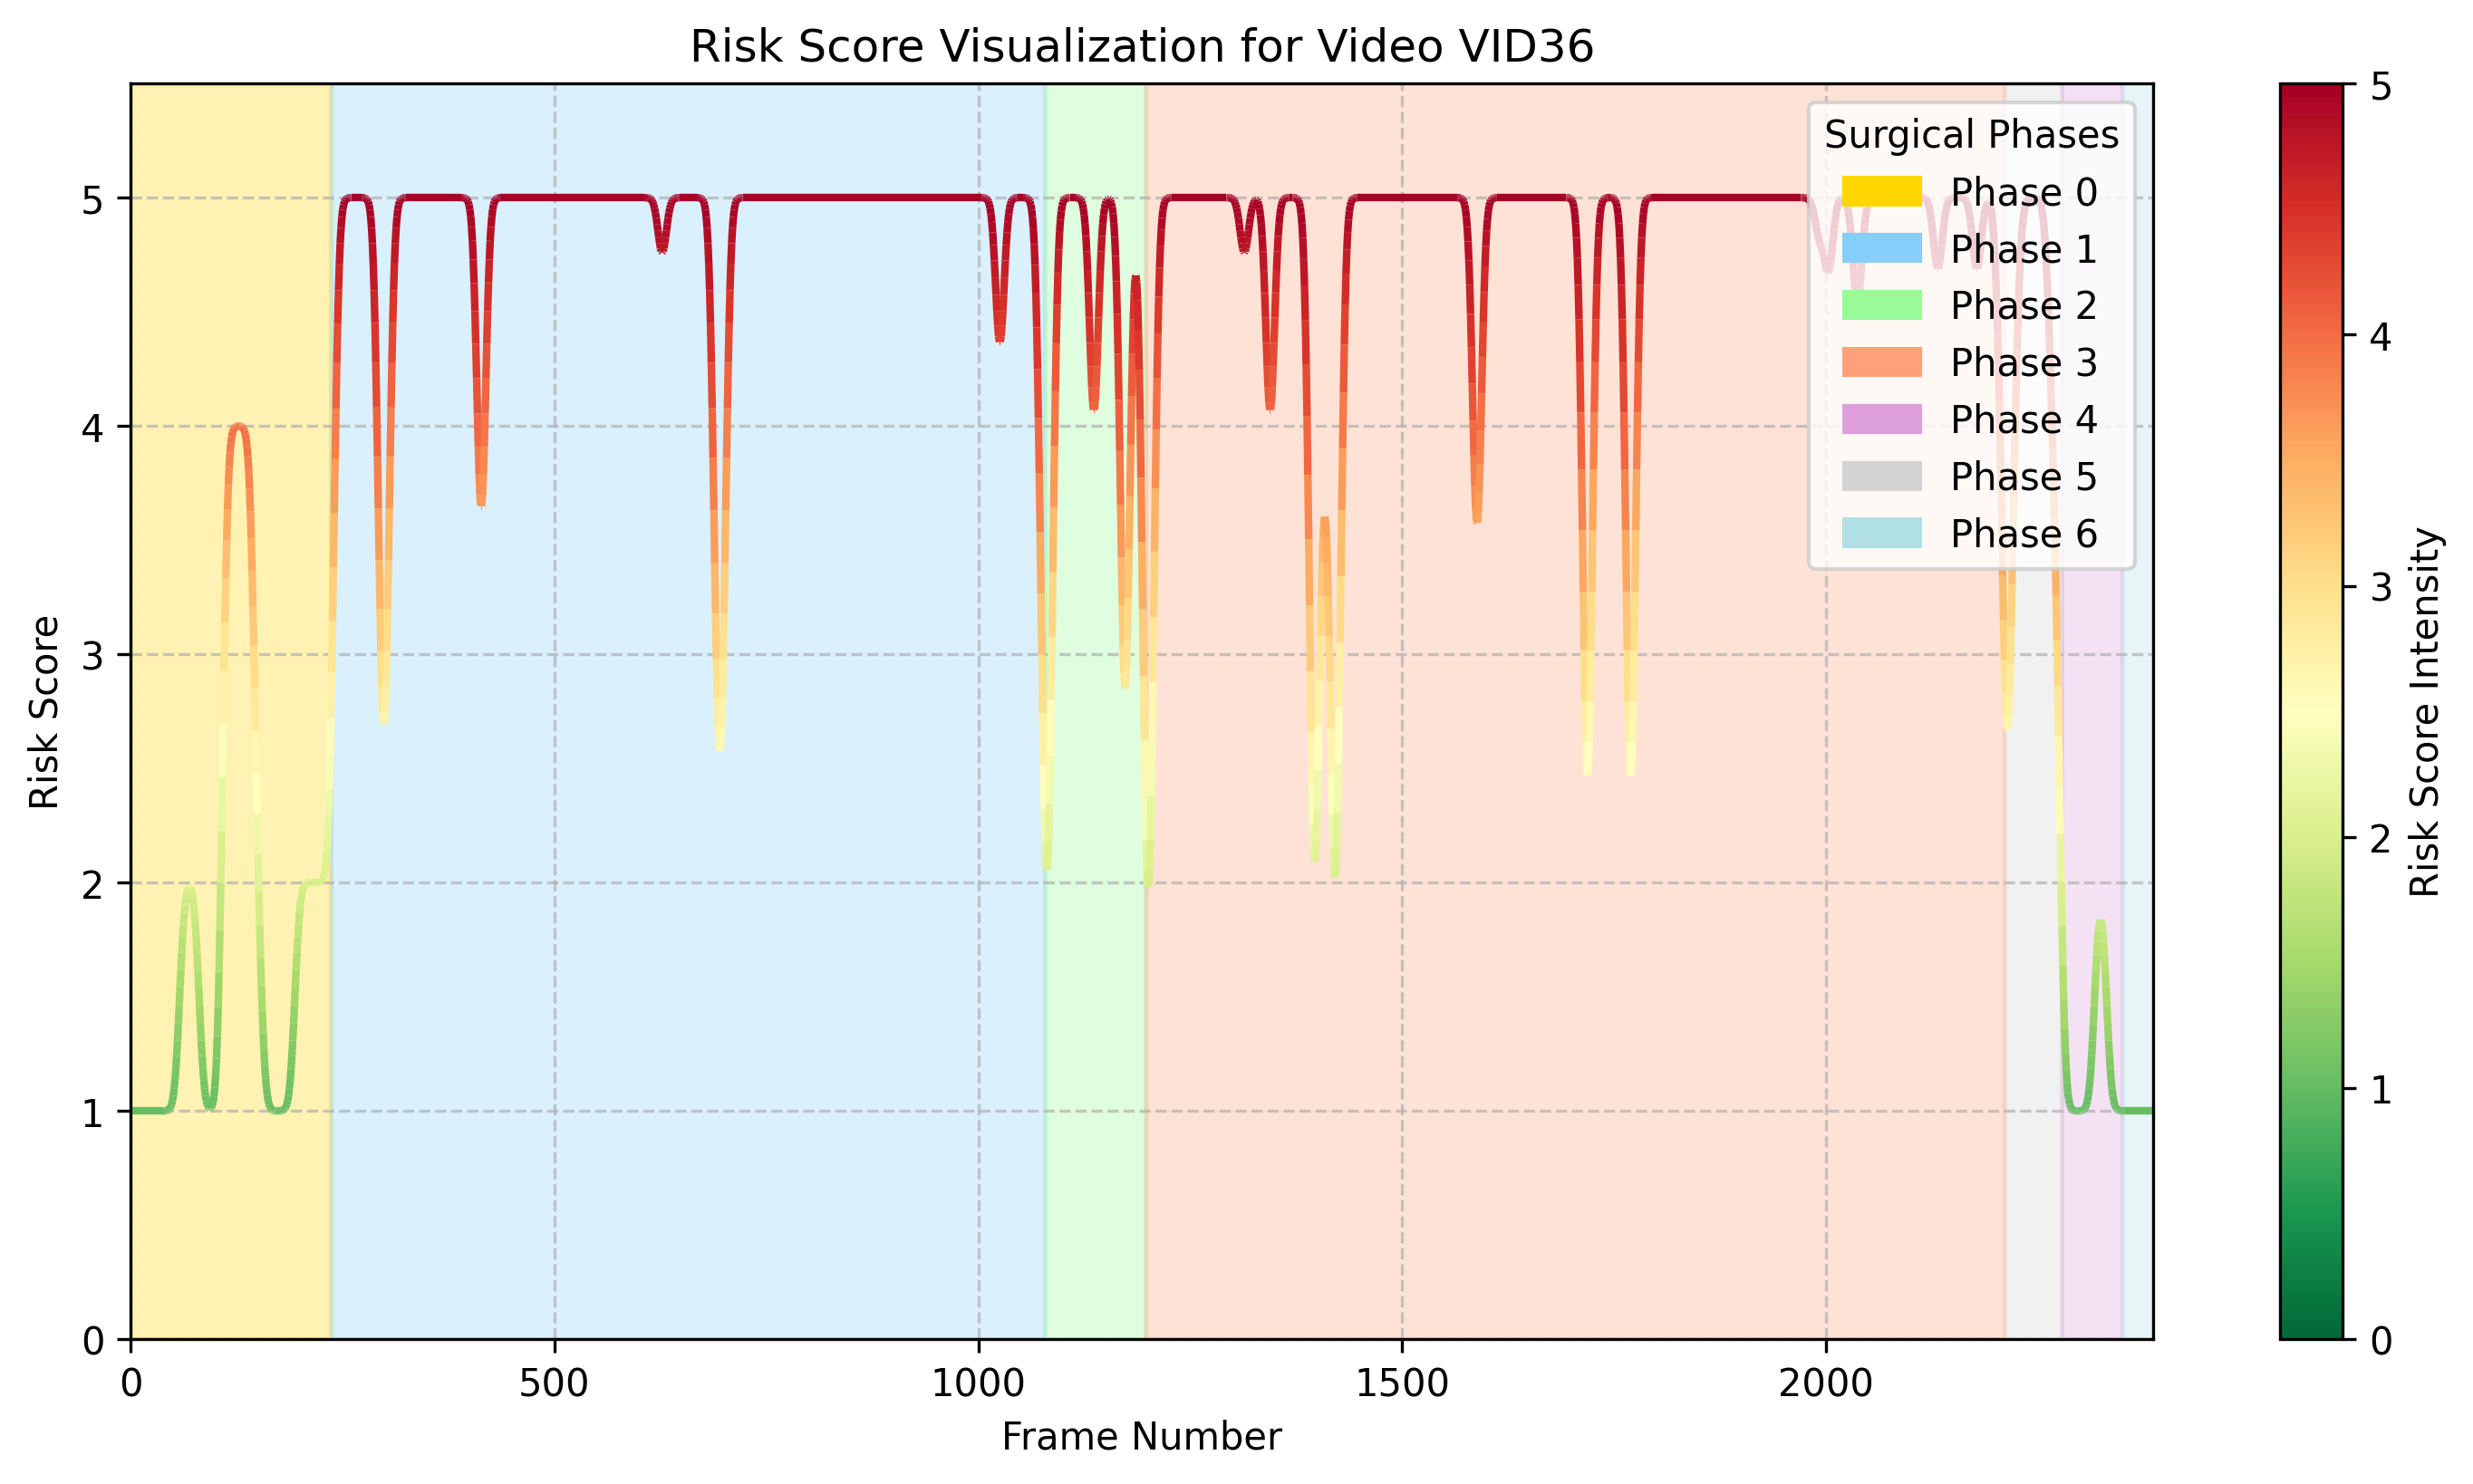 Risk Score Visualization for Video VID36
Surgical Phases
Phase 0
Phase 1
Phase 2
Phase 3
Phase 4
Phase 5
Phase 6
Risk Score
5
4
3
2
1
0
0
500
1000
1500
2000
Frame Number
5
4
3
2
1
0
Risk Score Intensity